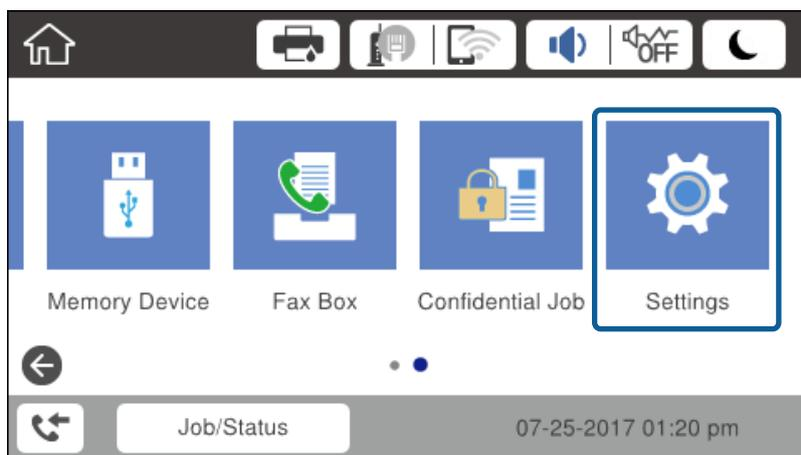 OFF
Memory Device
Fax Box
Confidential Job
Settings
Job/Status
07-25-2017 01:20 pm